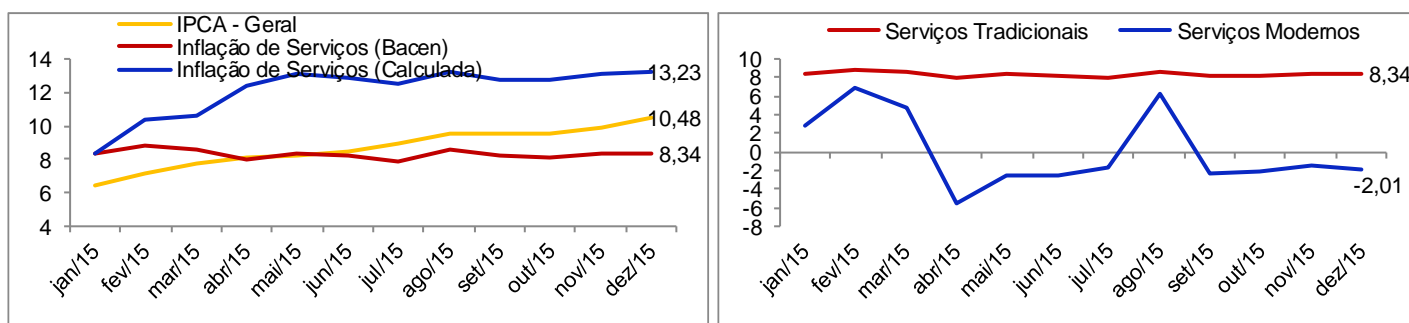 IPCA - Geral
Inflação de Serviços (Bacen)
Inflação de Serviços (Calculada)
14
12
10
8
6
4
13,23
10,48
8,34
jan/15
fev/15
mar/15
abr/15
mai/15
jun/15
jul/15
ago/15
set/15
out/15
nov/15
dez/15
Serviços Tradicionais
Serviços Modernos
10
8
6
4
2
0
-2
-4
-6
-8
8,34
-2,01
jan/15
fev/15
mar/15
abr/15
mai/15
jun/15
jul/15
ago/15
set/15
out/15
nov/15
dez/15